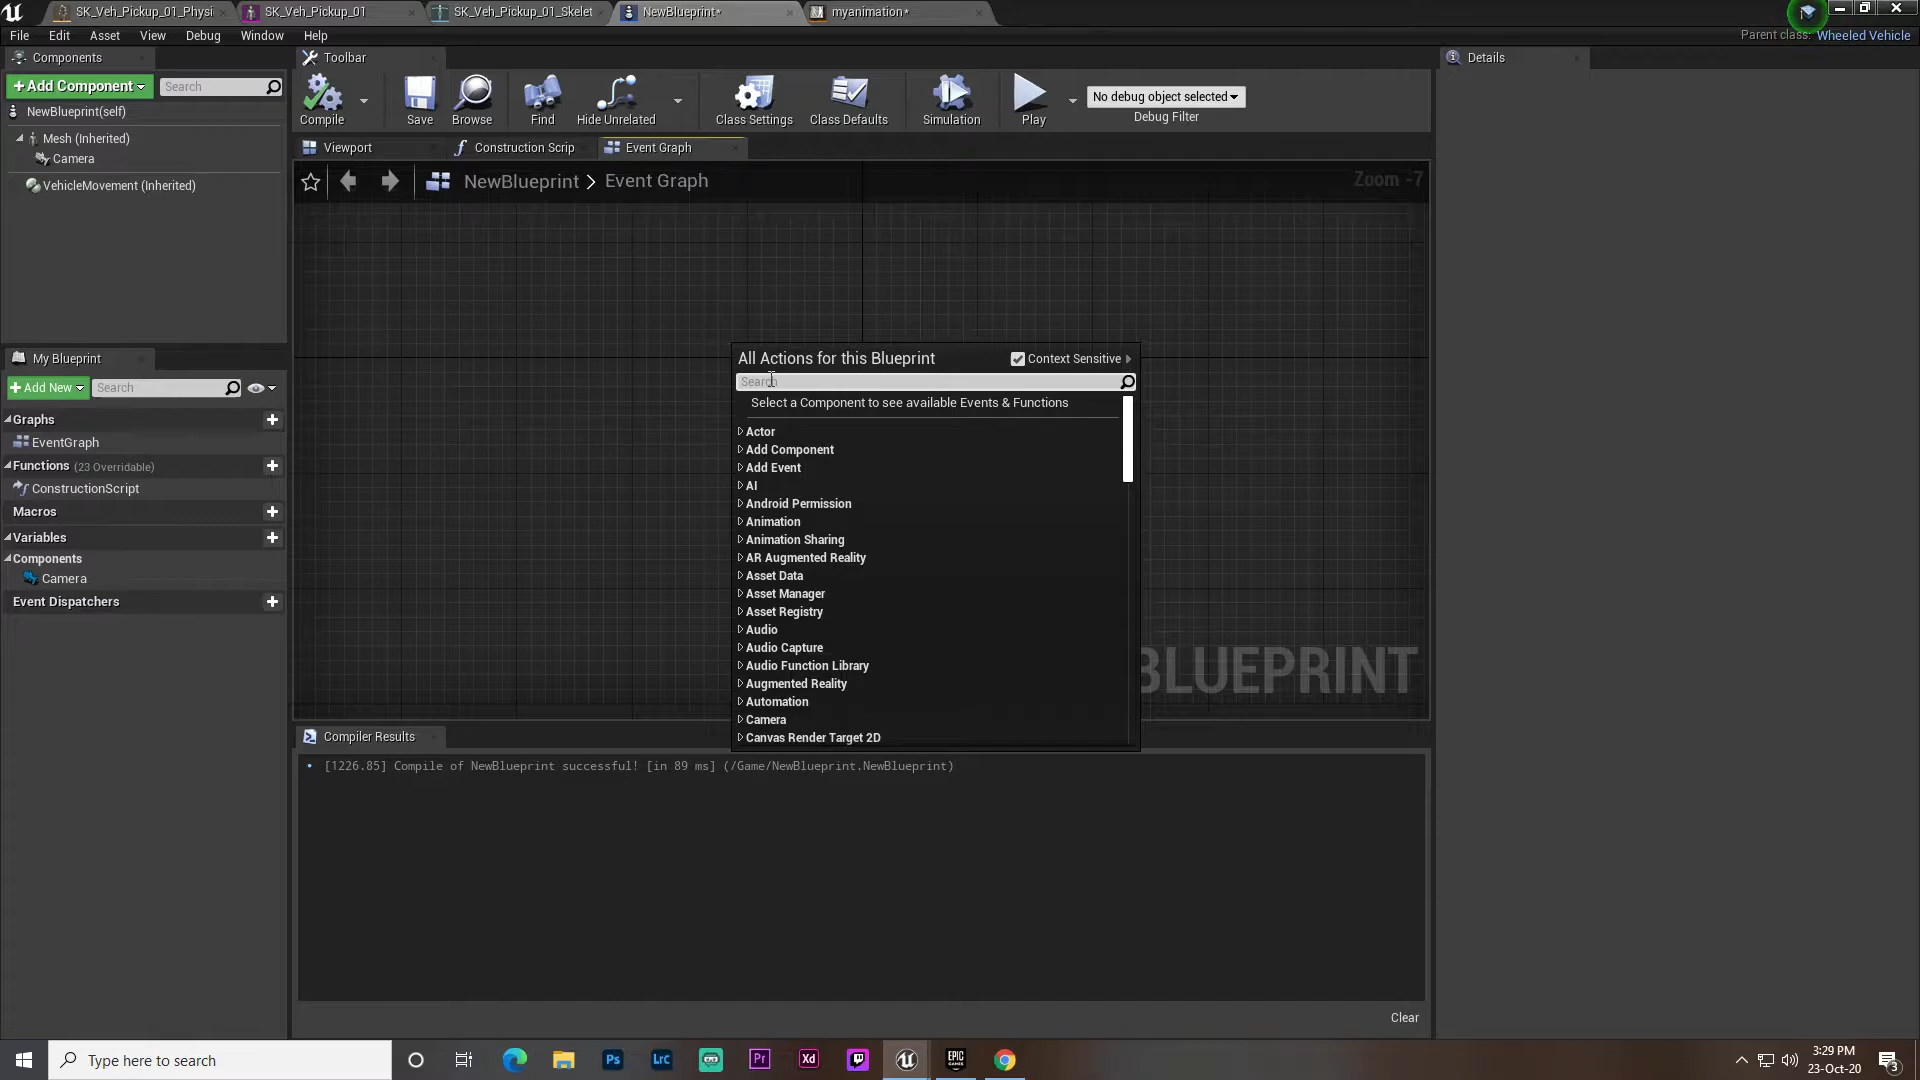 SK_Veh_Pickup_01_Physi
SK_Veh_Pickup_01
SK_Veh_Pickup_01_Skelet
NewBlueprint*
myanimation*
File Edit Asset View Debug Window Help
Parent class: Wheeled Vehicle
Components
Toolbar
Details
+Add Component
Search
NewBlueprint(self)
Mesh (Inherited)
Camera
VehicleMovement (Inherited)
Compile
Save
Browse
Find
Hide Unrelated
Class Settings
Class Defaults
Simulation
Play
No debug object selected
Debug Filter
Viewport
Construction Scrip
Event Graph
NewBlueprint > Event Graph
Zoom -7
My Blueprint
+Add New
Search
Graphs
EventGraph
Functions (23 Overridable)
ConstructionScript
Macros
Variables
Components
Camera
Event Dispatchers
All Actions for this Blueprint
Context Sensitive
Search
Select a Component to see available Events & Functions
Actor
Add Component
Add Event
AI
Android Permission
Animation
Animation Sharing
AR Augmented Reality
Asset Data
Asset Manager
Asset Registry
Audio
Audio Capture
Audio Function Library
Augmented Reality
Automation
Camera
Canvas Render Target 2D
BLUEPRINT
Compiler Results
[1226.85] Compile of NewBlueprint successful! [in 89 ms] (/Game/NewBlueprint.NewBlueprint)
Clear
Type here to search
Ps
Lrc
Pr
Xd
EPIC GAMES
3:29 PM
23-Oct-20
3